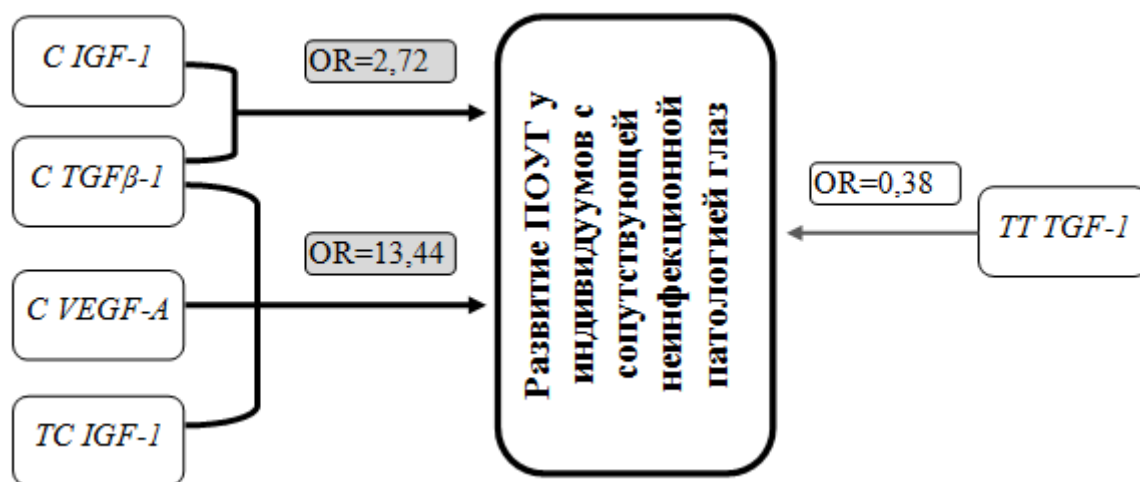 C IGF-1
C TGFβ-1
C VEGF-A
TC IGF-1
OR=2,72
OR=13,44
Развитие ПОУГ у
индивидуумов с
сопутствующей
неинфекционной
патологией глаз
OR=0,38
TT TGF-1